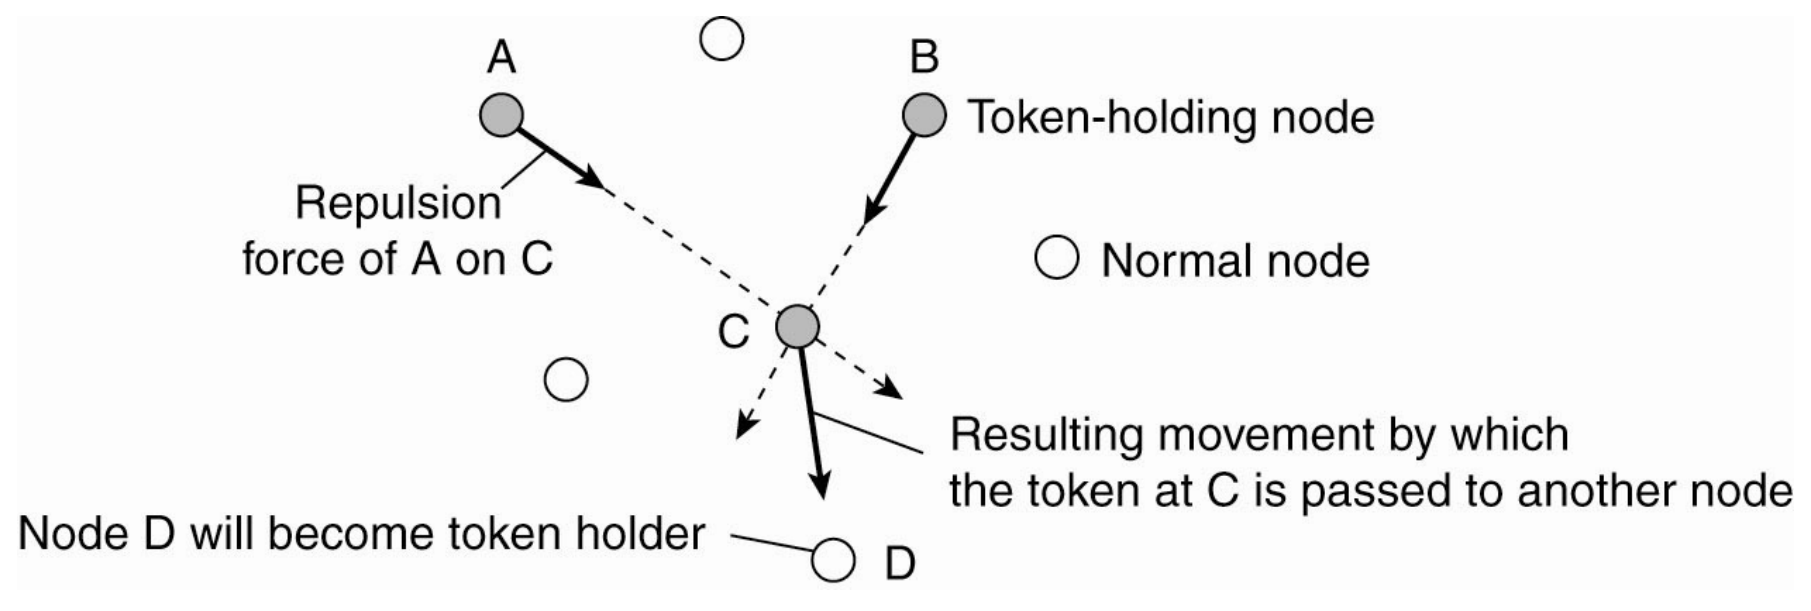 A
B
Token-holding node
Repulsion
force of A on C
Normal node
C
Resulting movement by which
the token at C is passed to another node
Node D will become token holder
D